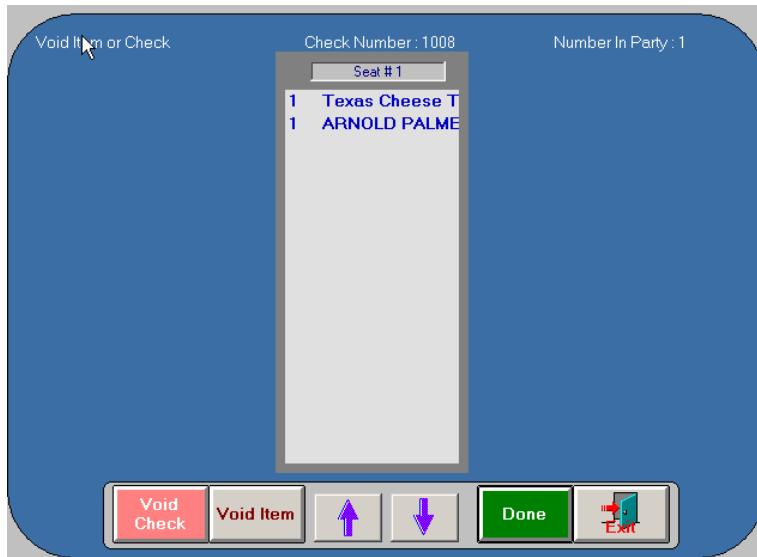 Void Item or Check Check Number : 1008 Number In Party : 1
Seat # 1
1 Texas Cheese T
1 ARNOLD PALME
Void Check Void Item Done Exit